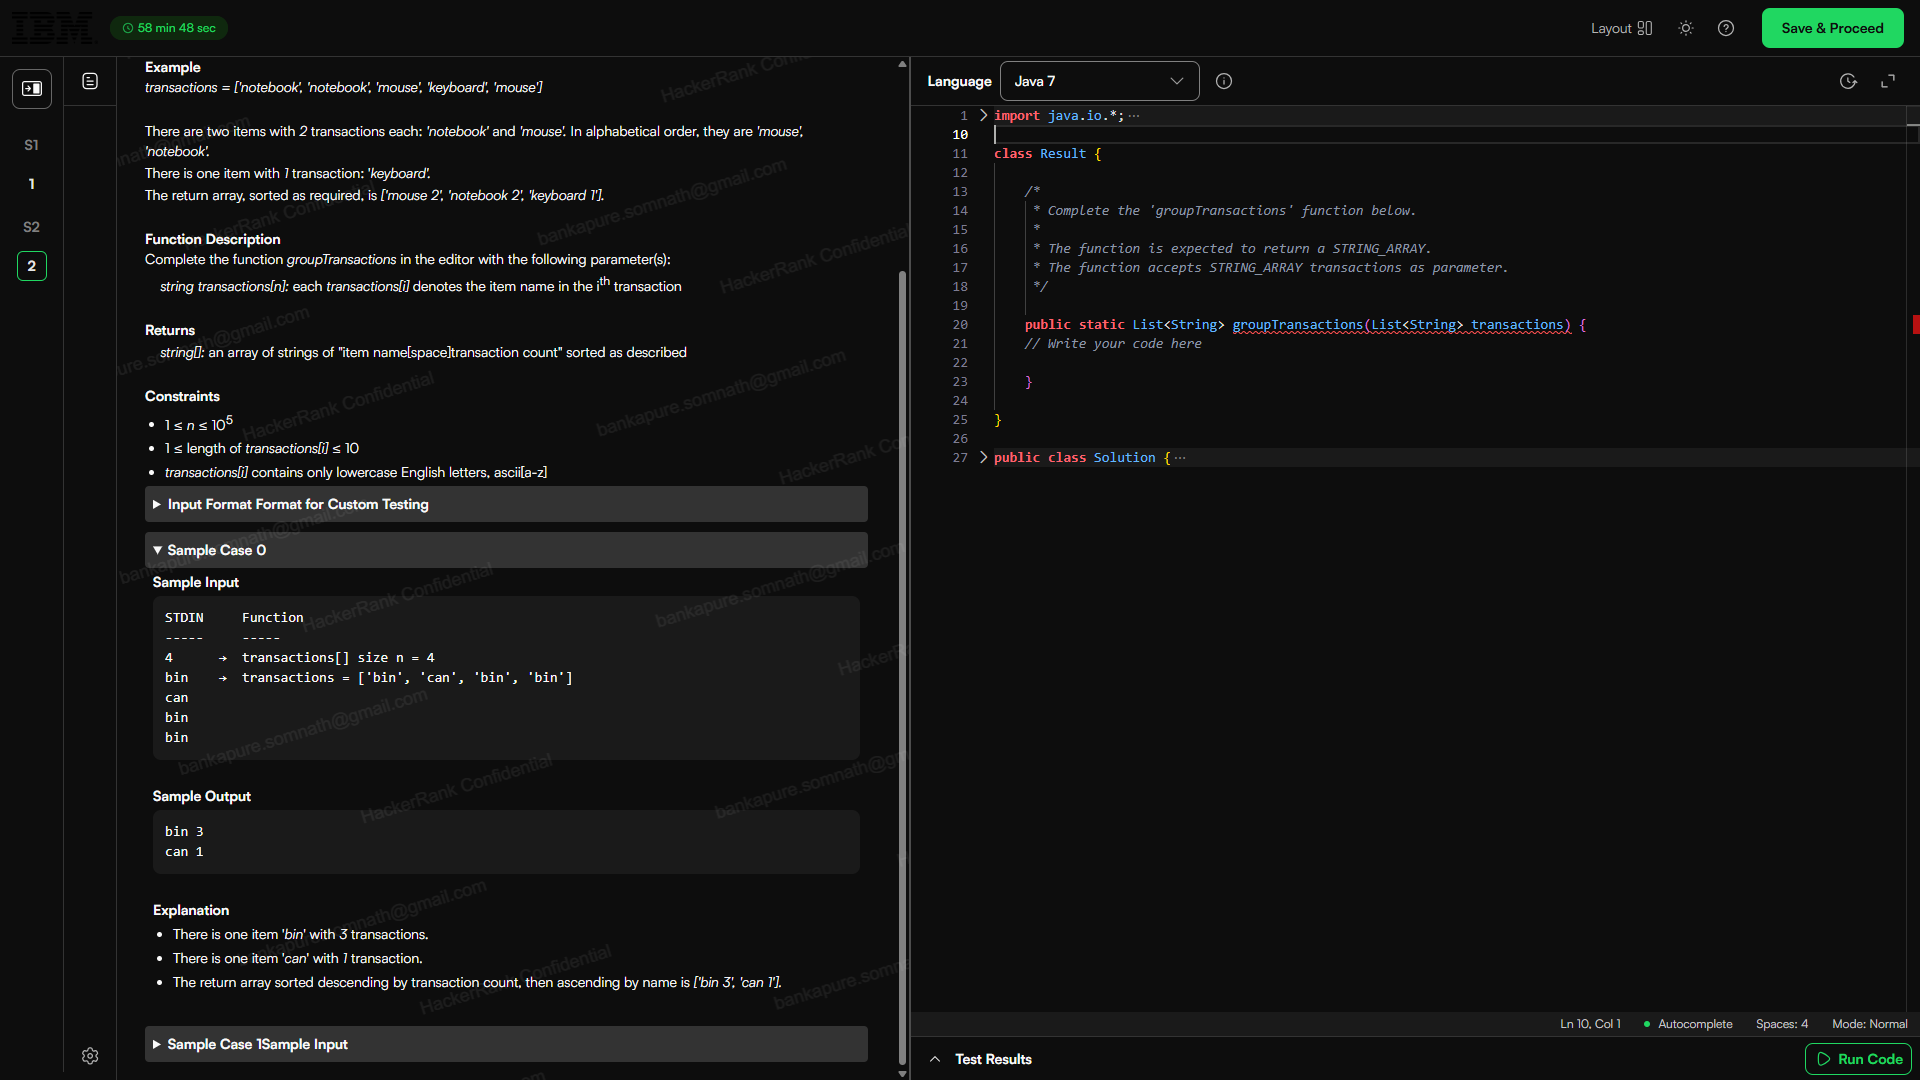 IBM
58 min 48 sec
Layout
Save & Proceed
S1
1
S2
2
Example
transactions = ['notebook', 'notebook', 'mouse', 'keyboard', 'mouse']
There are two items with 2 transactions each: 'notebook' and 'mouse'. In alphabetical order, they are 'mouse',
'notebook'.
There is one item with 1 transaction: 'keyboard'.
The return array, sorted as required, is ['mouse 2', 'notebook 2', 'keyboard 1'].
Function Description
Complete the function groupTransactions in the editor with the following parameter(s):
string transactions[n]: each transactions[i] denotes the item name in the ith transaction
Returns
string[]: an array of strings of "item name[space]transaction count" sorted as described
Constraints
• 1 ≤ n ≤ 10^5
• 1 ≤ length of transactions[i] ≤ 10
• transactions[i] contains only lowercase English letters, ascii[a-z]
▶ Input Format Format for Custom Testing
▼ Sample Case 0
Sample Input
STDIN     Function
-----     -----
4      →  transactions[] size n = 4
bin    →  transactions = ['bin', 'can', 'bin', 'bin']
can
bin
bin
Sample Output
bin 3
can 1
Explanation
• There is one item 'bin' with 3 transactions.
• There is one item 'can' with 1 transaction.
• The return array sorted descending by transaction count, then ascending by name is ['bin 3', 'can 1'].
▶ Sample Case 1Sample Input
HackerRank Confidential
bankapure.somnath@gmail.com
Language
Java 7
1 import java.io.*; ...
10
11 class Result {
12
13 /*
14 * Complete the 'groupTransactions' function below.
15 *
16 * The function is expected to return a STRING_ARRAY.
17 * The function accepts STRING_ARRAY transactions as parameter.
18 */
19
20 public static List<String> groupTransactions(List<String> transactions) {
21 // Write your code here
22
23 }
24
25 }
26
27 public class Solution { ...
Ln 10, Col 1
Autocomplete
Spaces: 4
Mode: Normal
Test Results
Run Code